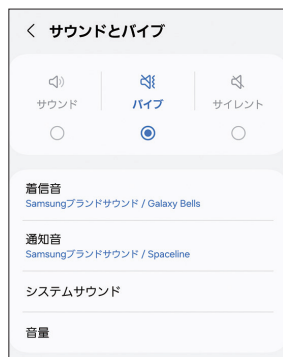 サウンドとバイブ
サウンド
バイブ
サイレント
着信音
Samsungブランドサウンド / Galaxy Bells
通知音
Samsungブランドサウンド / Spaceline
システムサウンド
音量